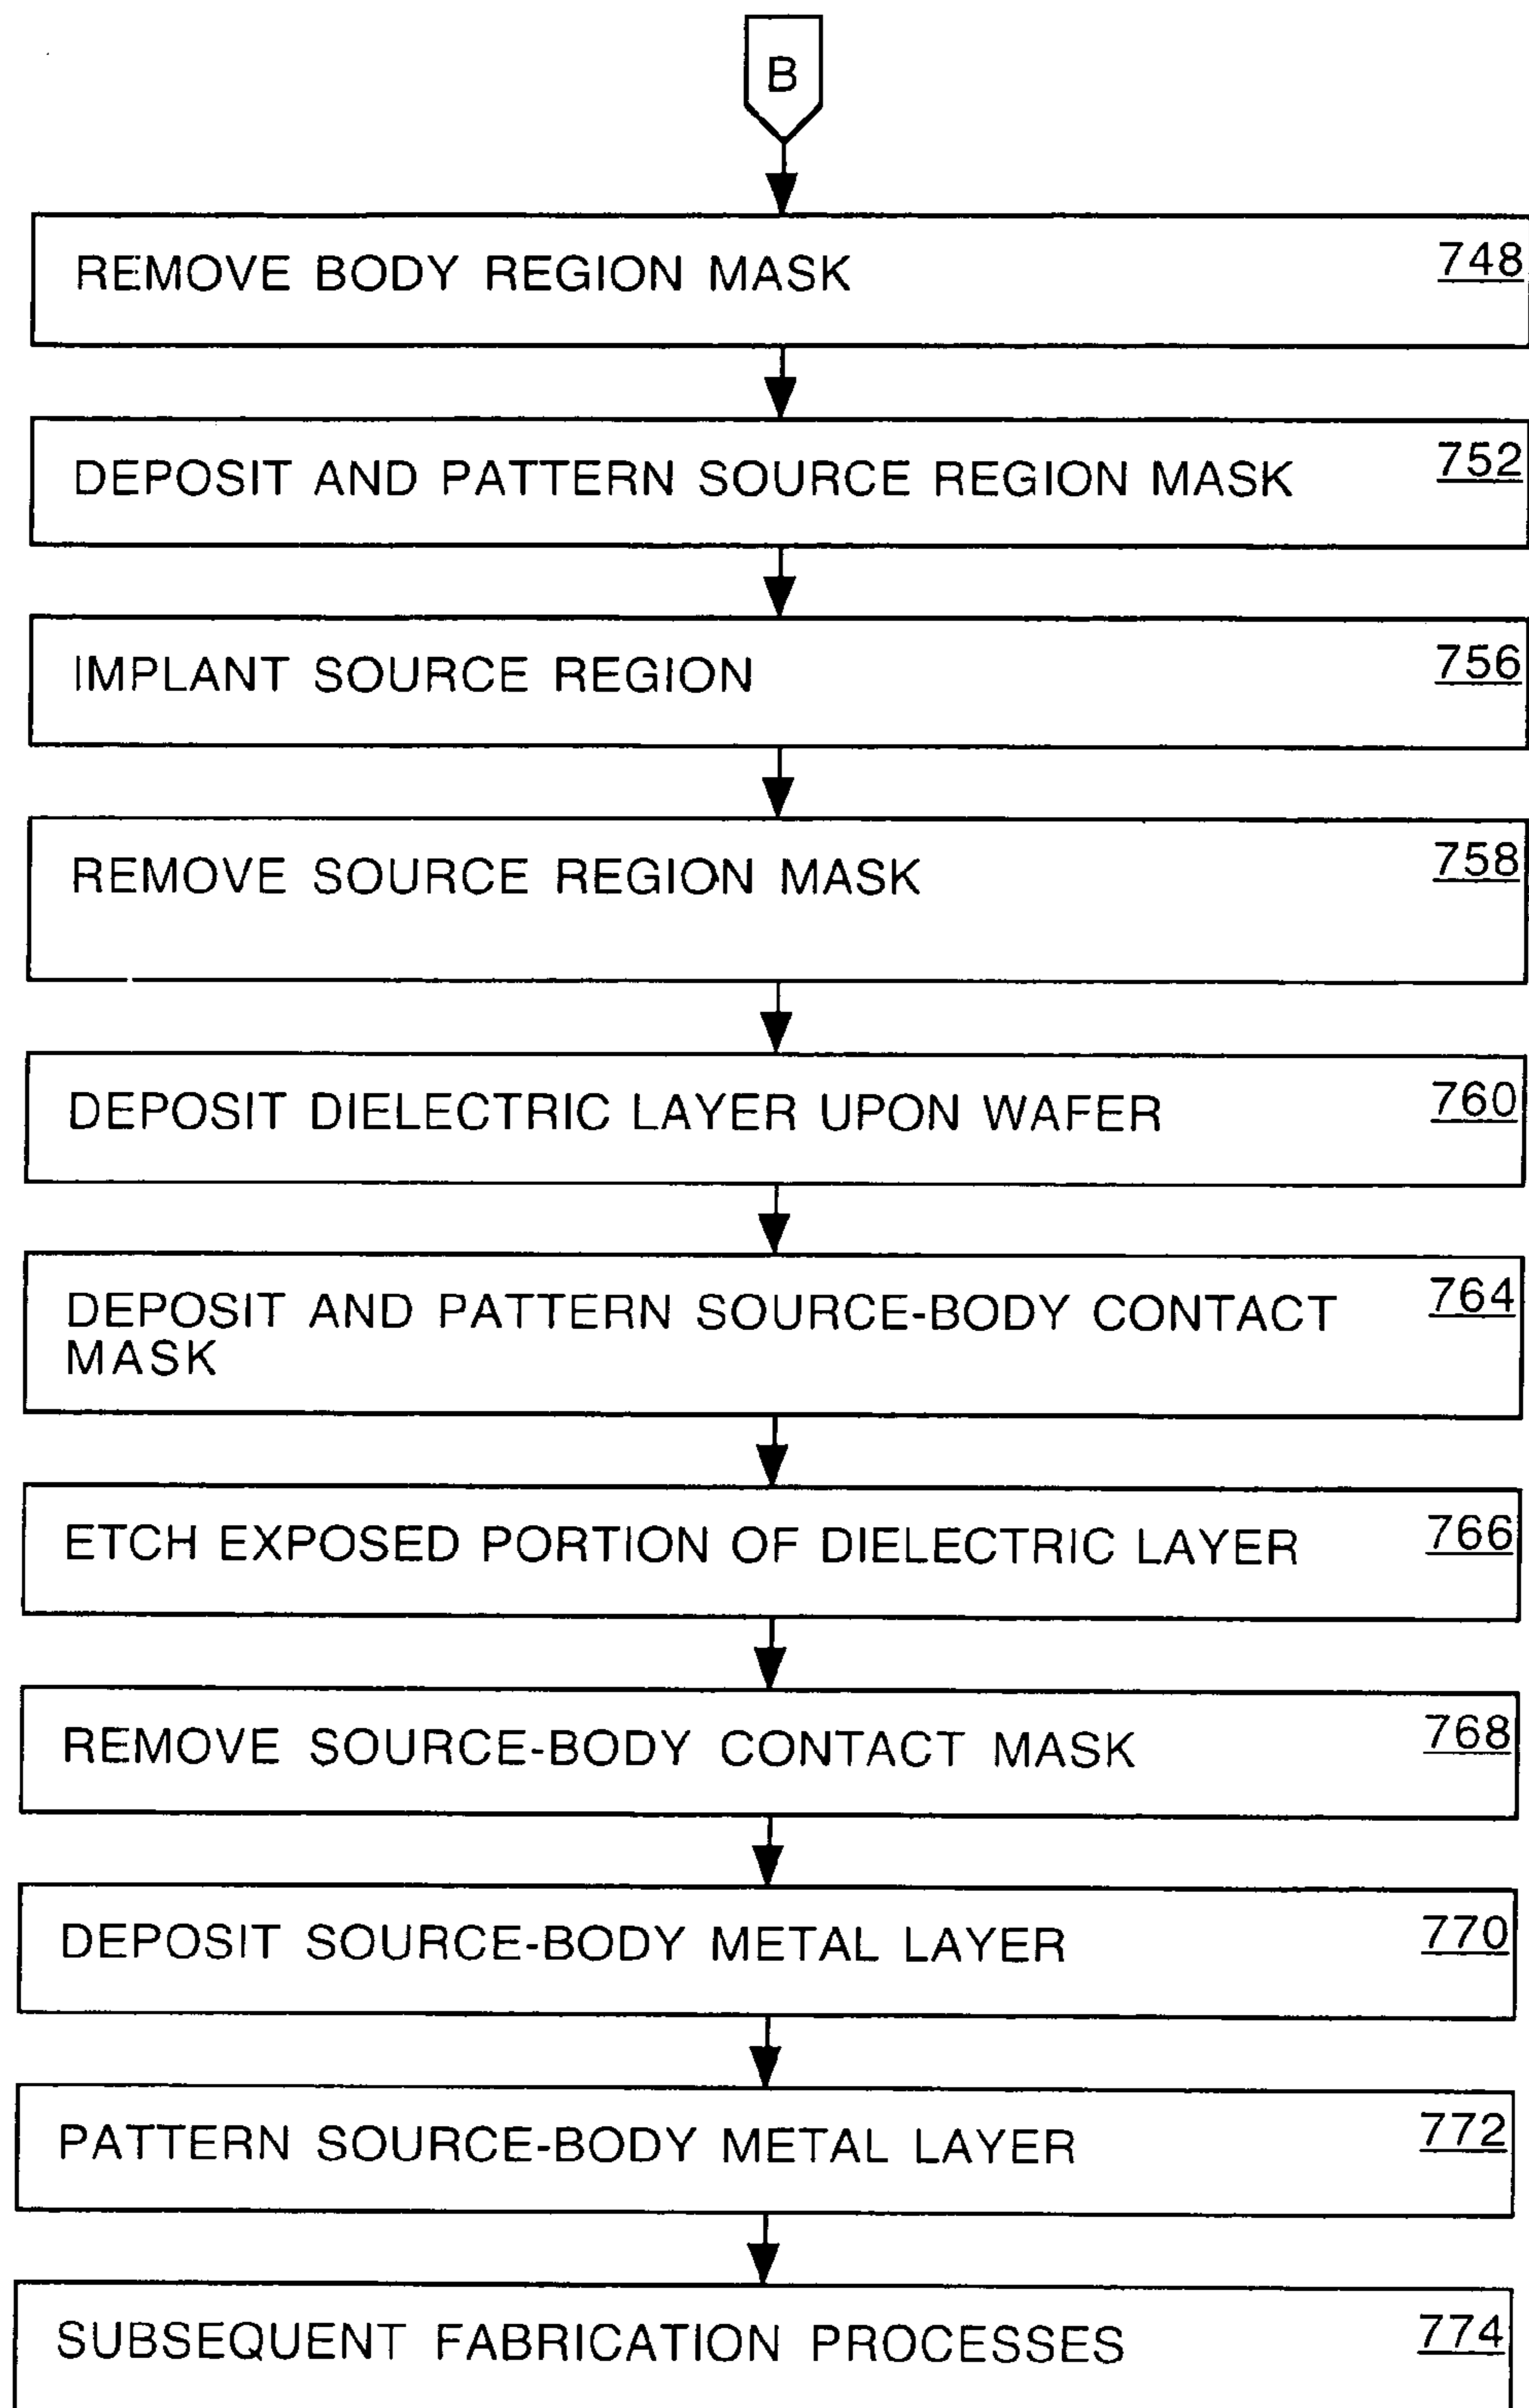 B
REMOVE BODY REGION MASK 748
DEPOSIT AND PATTERN SOURCE REGION MASK 752
IMPLANT SOURCE REGION 756
REMOVE SOURCE REGION MASK 758
DEPOSIT DIELECTRIC LAYER UPON WAFER 760
DEPOSIT AND PATTERN SOURCE-BODY CONTACT 764
MASK
ETCH EXPOSED PORTION OF DIELECTRIC LAYER 766
REMOVE SOURCE-BODY CONTACT MASK 768
DEPOSIT SOURCE-BODY METAL LAYER 770
PATTERN SOURCE-BODY METAL LAYER 772
SUBSEQUENT FABRICATION PROCESSES 774